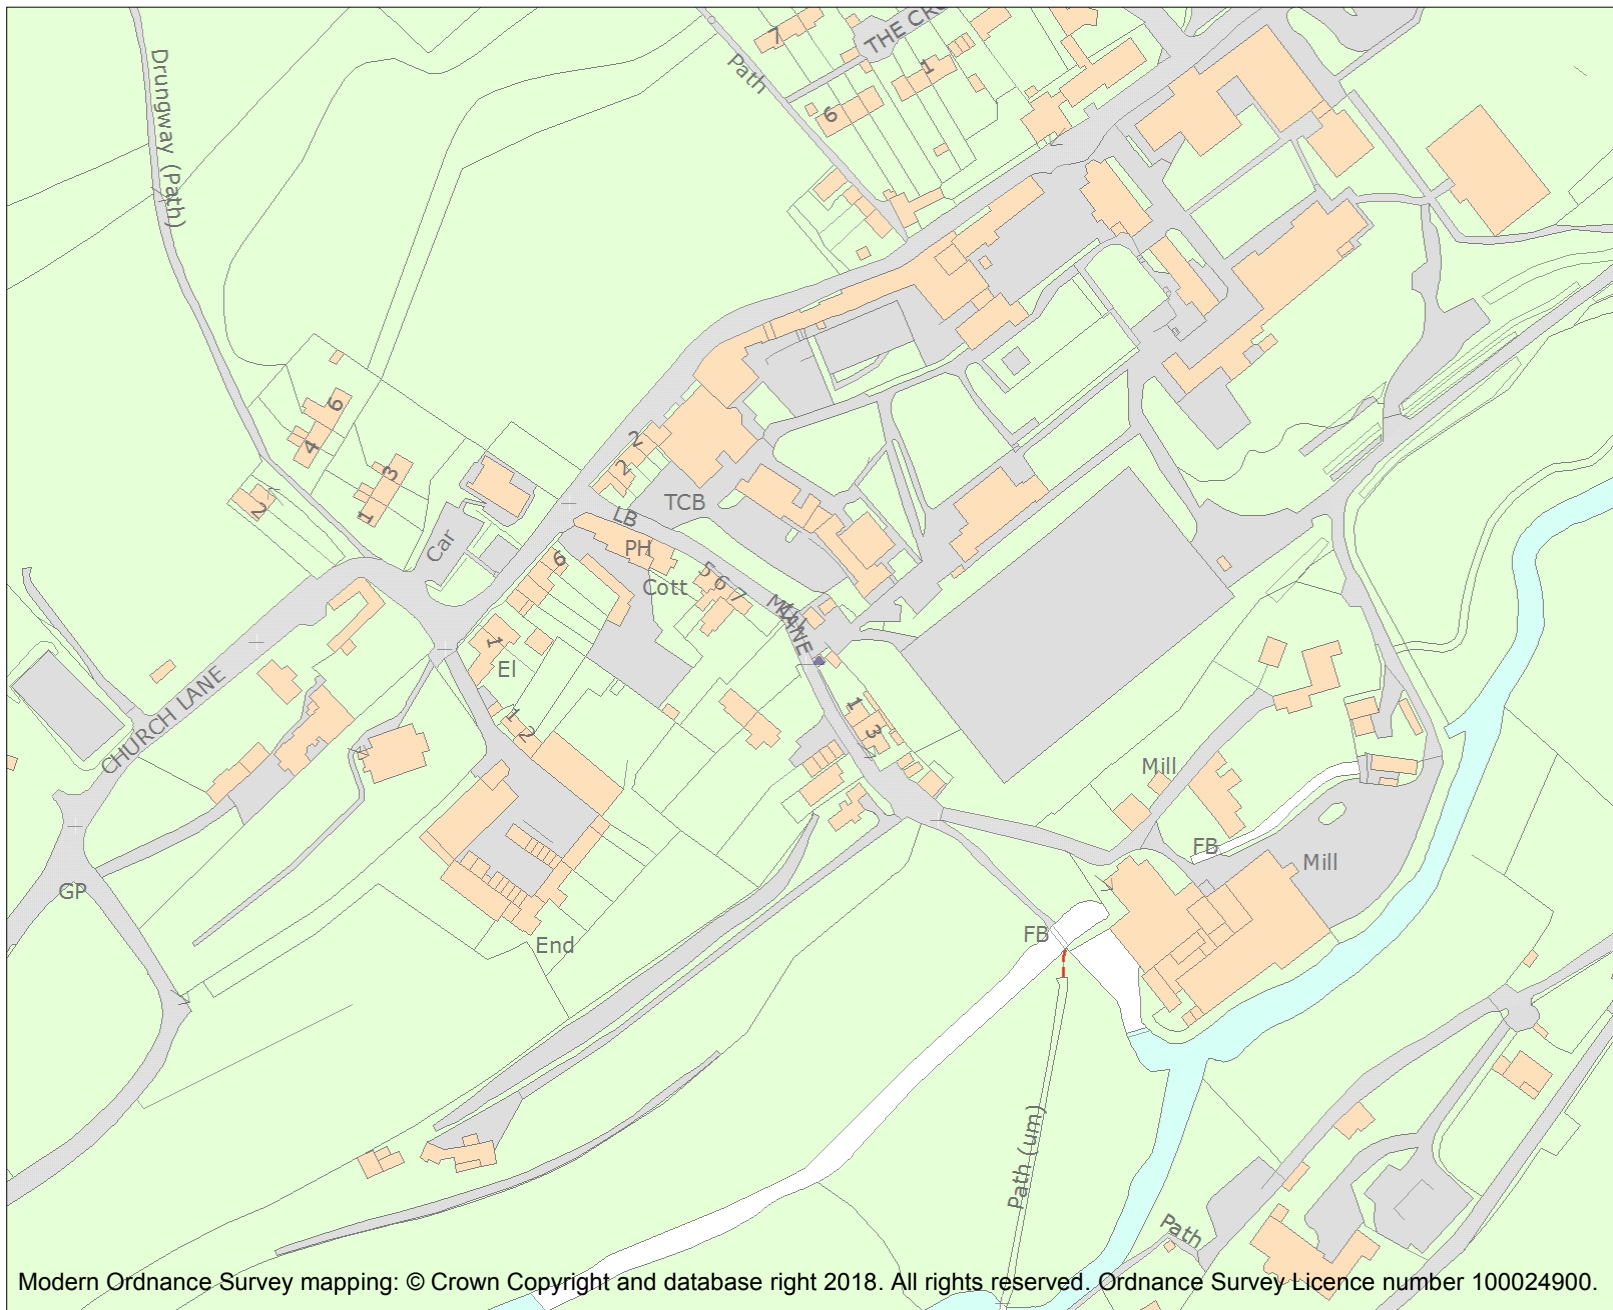 Drungway (Path)
Path
7
THE CRO
1
6
6
4
3
1
2
2
2
TCB
LB
PH
Car
6
Cott
5 6 7
LANE
1
El
1
2
1
3
CHURCH LANE
GP
End
Mill
FB
Mill
FB
Path (um)
Path
Modern Ordnance Survey mapping: © Crown Copyright and database right 2018. All rights reserved. Ordnance Survey Licence number 100024900.